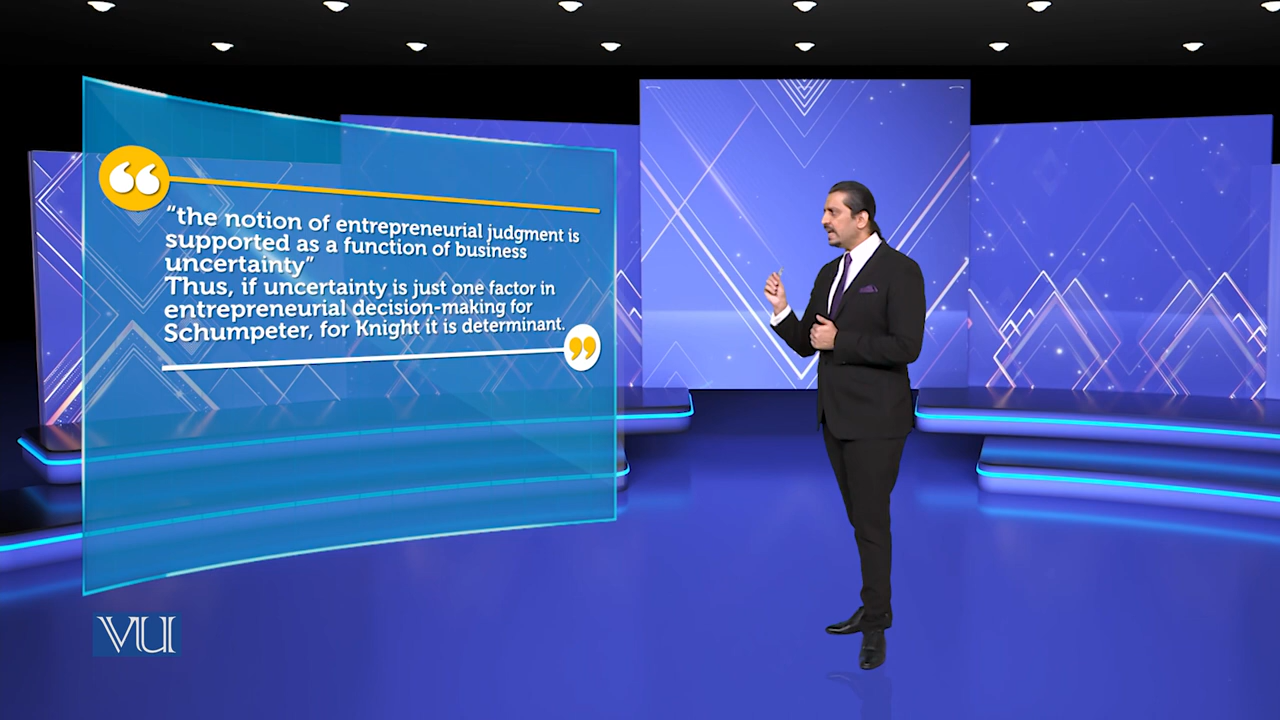 “the notion of entrepreneurial judgment is
supported as a function of business
uncertainty”
Thus, if uncertainty is just one factor in
entrepreneurial decision-making for
Schumpeter, for Knight it is determinant.
VU